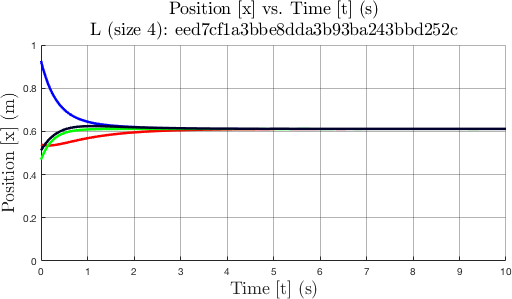 Position [x] vs. Time [t] (s)
L (size 4): eed7cf1a3bbe8dda3b93ba243bbd252c
Position [x] (m)
1
0.8
0.6
0.4
0.2
0
0 1 2 3 4 5 6 7 8 9 10
Time [t] (s)